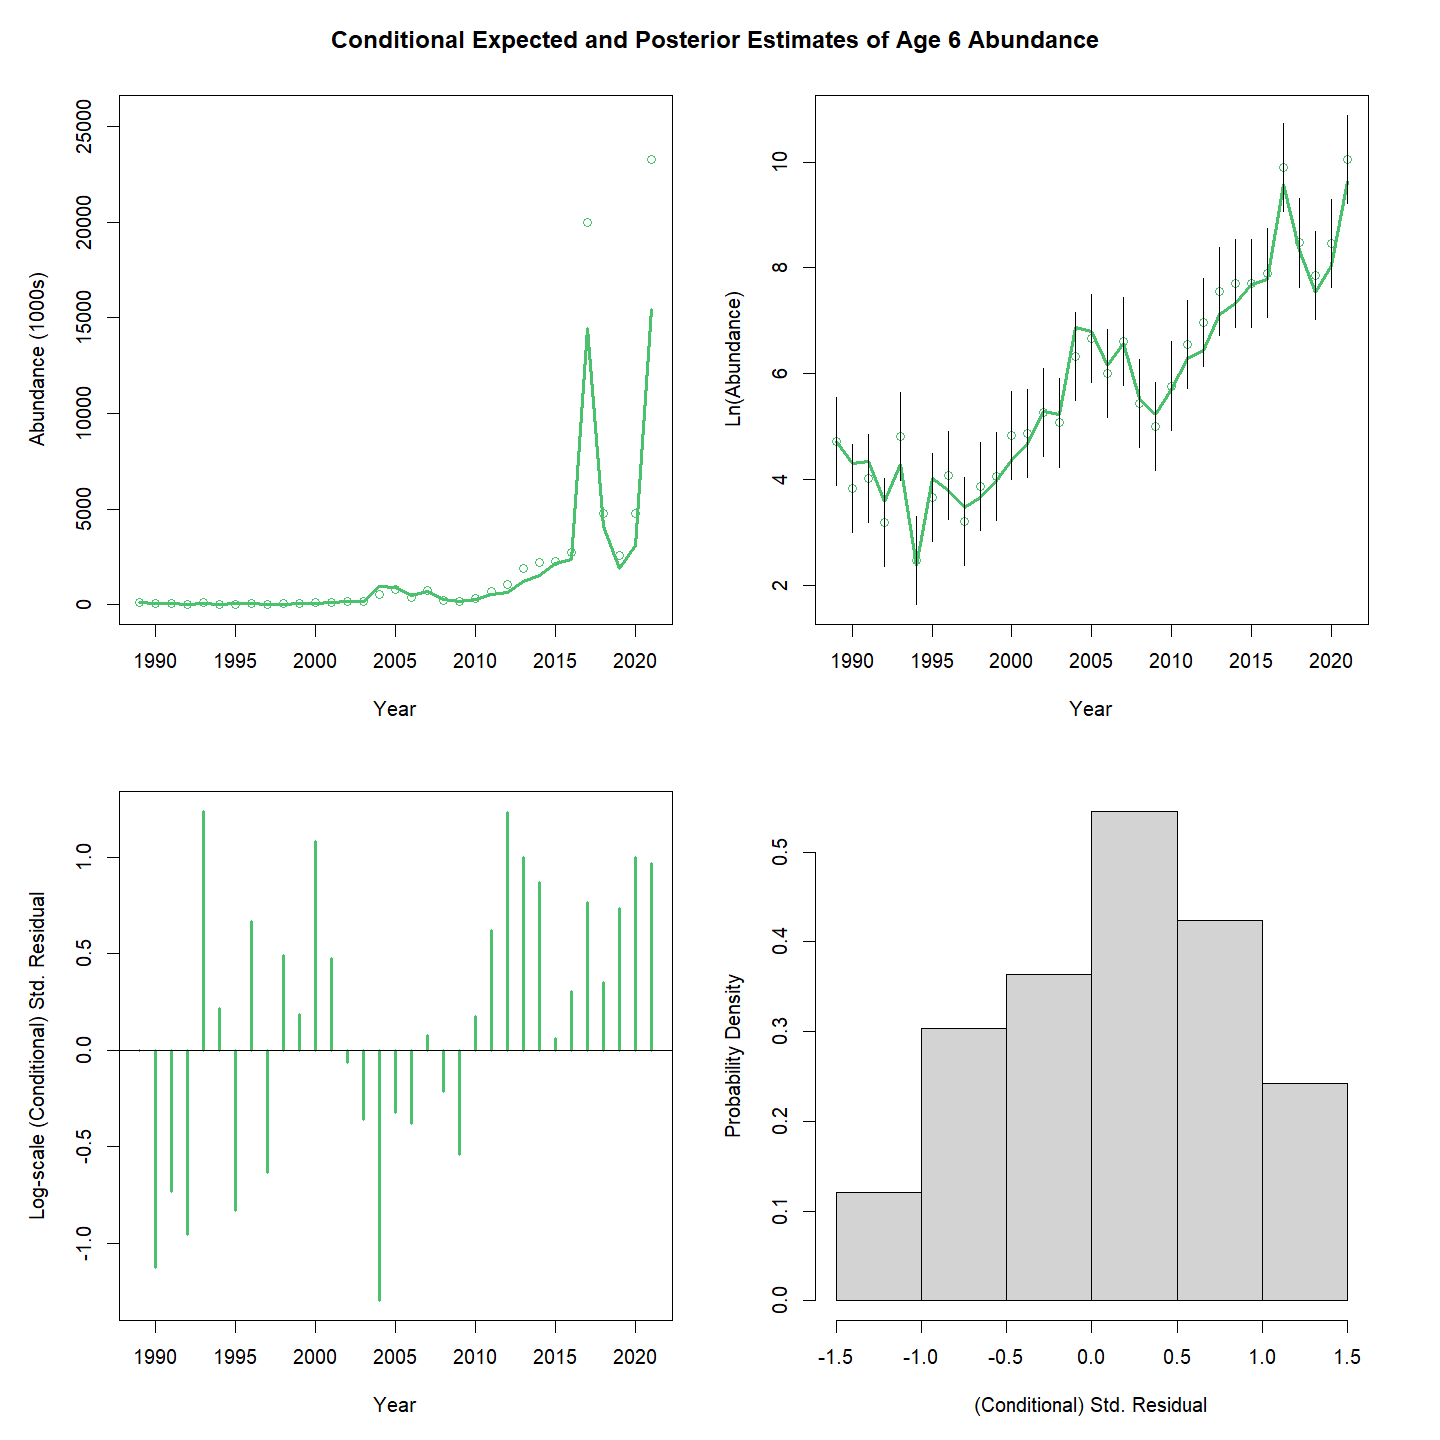 Conditional Expected and Posterior Estimates of Age 6 Abundance
Abundance (1000s)
25000
20000
15000
10000
5000
0
1990 1995 2000 2005 2010 2015 2020
Year
Ln(Abundance)
10
8
6
4
2
1990 1995 2000 2005 2010 2015 2020
Year
Log-scale (Conditional) Std. Residual
1.0
0.5
0.0
-0.5
-1.0
1990 1995 2000 2005 2010 2015 2020
Year
Probability Density
0.5
0.4
0.3
0.2
0.1
0.0
-1.5 -1.0 -0.5 0.0 0.5 1.0 1.5
(Conditional) Std. Residual